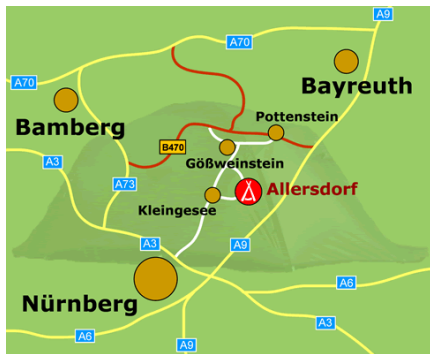 A9
A70
A70
Bayreuth
Bamberg
Pottenstein
B470
A3
Gößweinstein
A73
Allersdorf
Kleingesee
A3
A9
Nürnberg
A6
A6
A3
A9